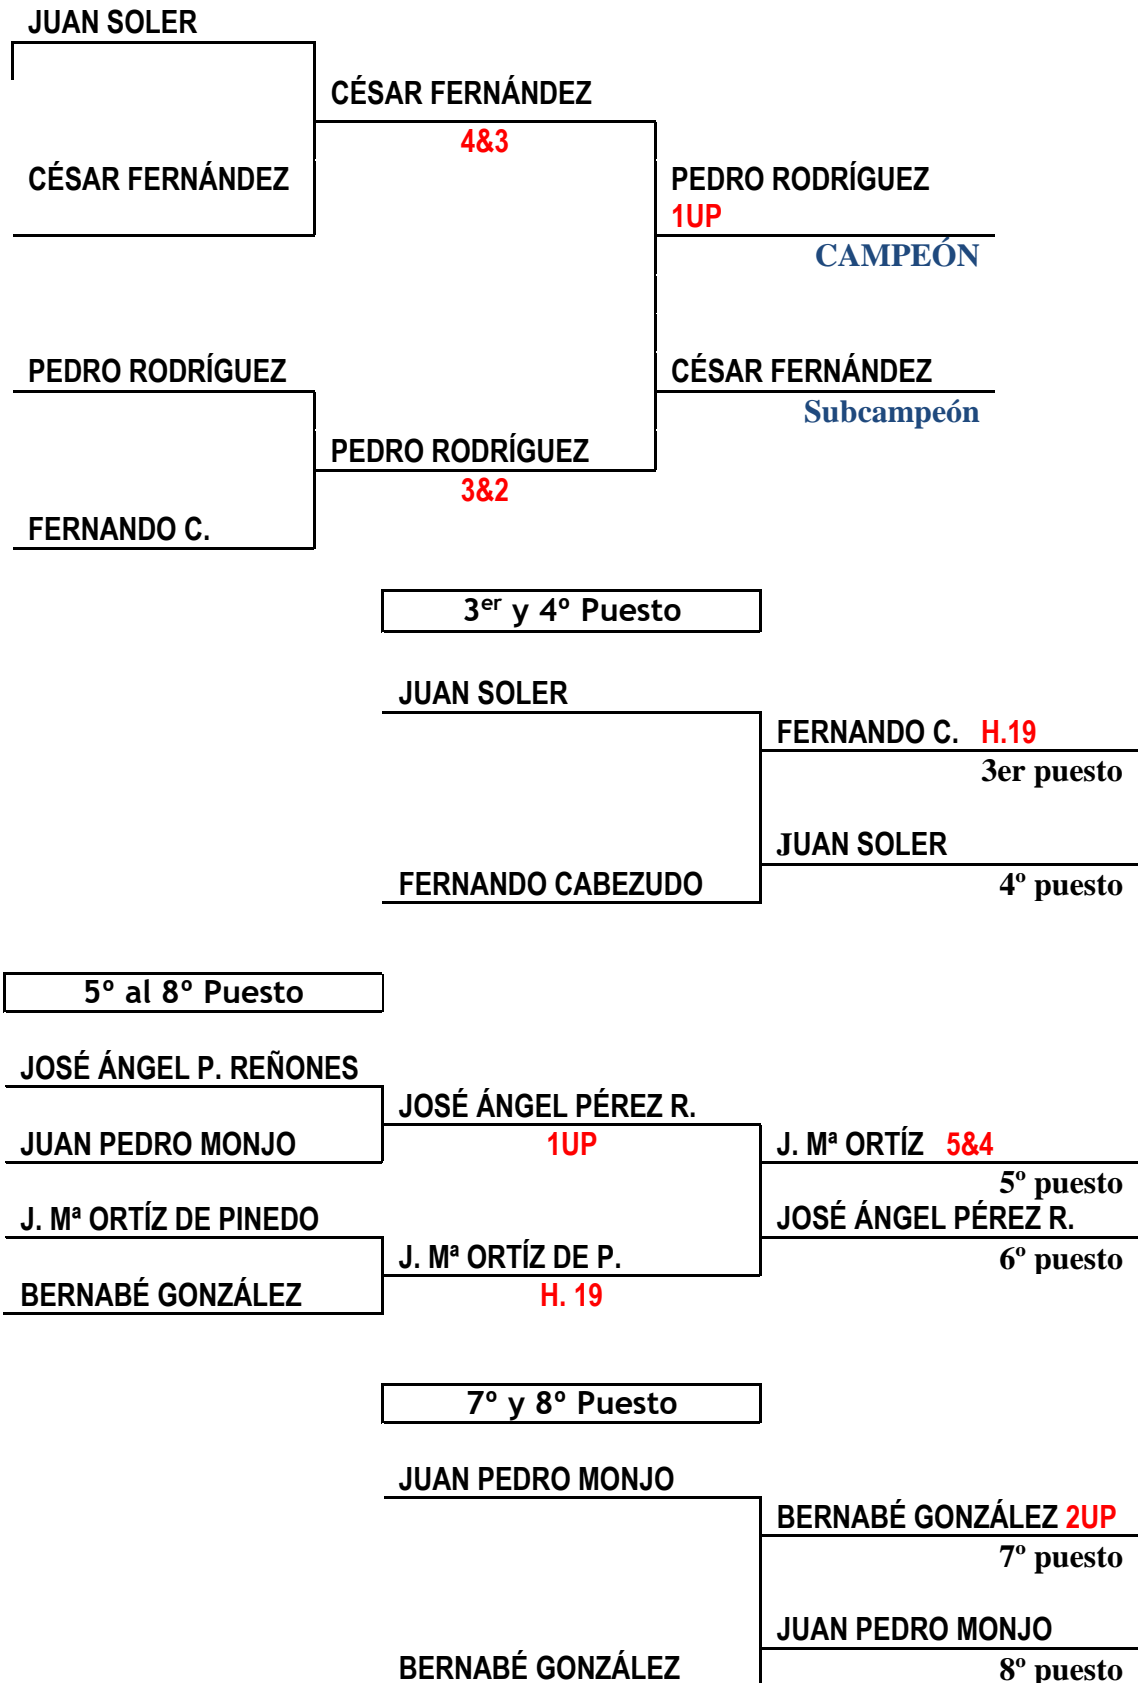 JUAN SOLER
CÉSAR FERNÁNDEZ
4&3
CÉSAR FERNÁNDEZ
PEDRO RODRÍGUEZ
1UP
CAMPEÓN
PEDRO RODRÍGUEZ
CÉSAR FERNÁNDEZ
Subcampeón
PEDRO RODRÍGUEZ
3&2
FERNANDO C.
3er y 4º Puesto
JUAN SOLER
FERNANDO C. H.19
3er puesto
JUAN SOLER
FERNANDO CABEZUDO
4º puesto
5º al 8º Puesto
JOSÉ ÁNGEL P. REÑONES
JOSÉ ÁNGEL PÉREZ R.
JUAN PEDRO MONJO
1UP
J. Mª ORTÍZ 5&4
5º puesto
J. Mª ORTÍZ DE PINEDO
JOSÉ ÁNGEL PÉREZ R.
J. Mª ORTÍZ DE P.
6º puesto
BERNABÉ GONZÁLEZ
H. 19
7º y 8º Puesto
JUAN PEDRO MONJO
BERNABÉ GONZÁLEZ 2UP
7º puesto
JUAN PEDRO MONJO
BERNABÉ GONZÁLEZ
8º puesto